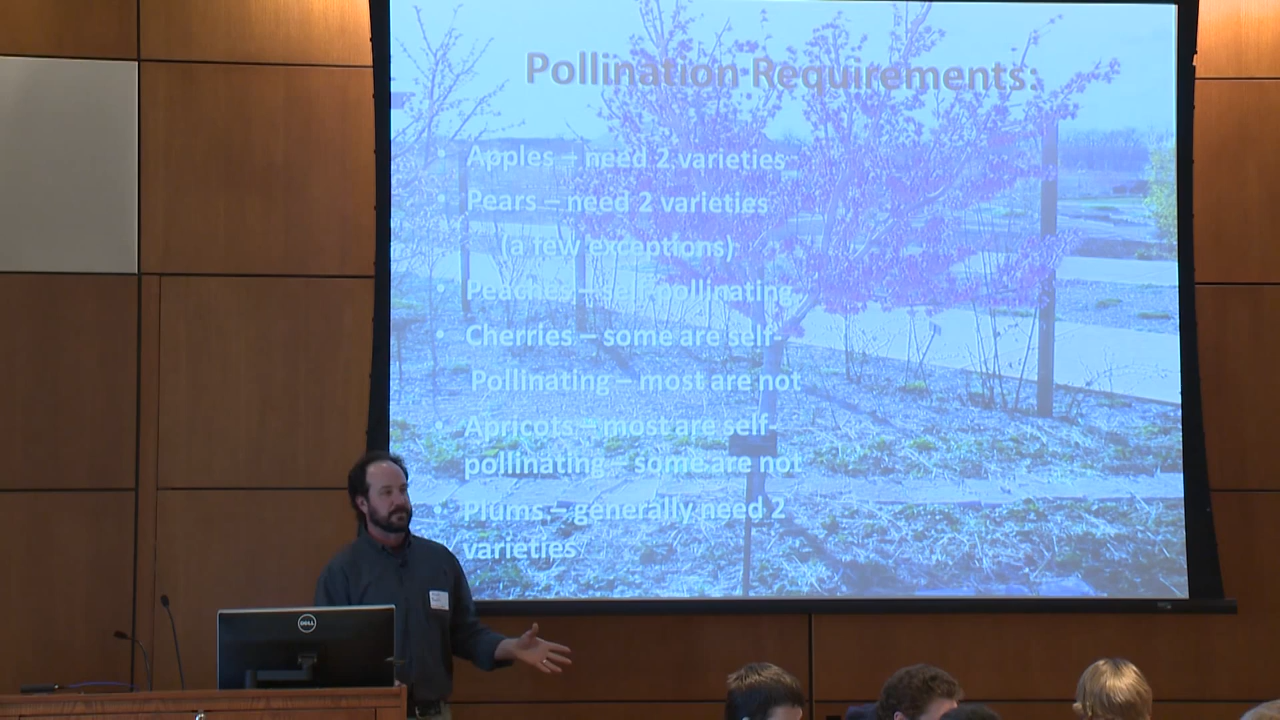 Pollination Requirements:
• Apples – need 2 varieties
• Pears – need 2 varieties
(a few exceptions)
• Peaches – self-pollinating
• Cherries – some are self-
Pollinating – most are not
• Apricots – most are self-
pollinating – some are not
• Plums – generally need 2
varieties
DELL